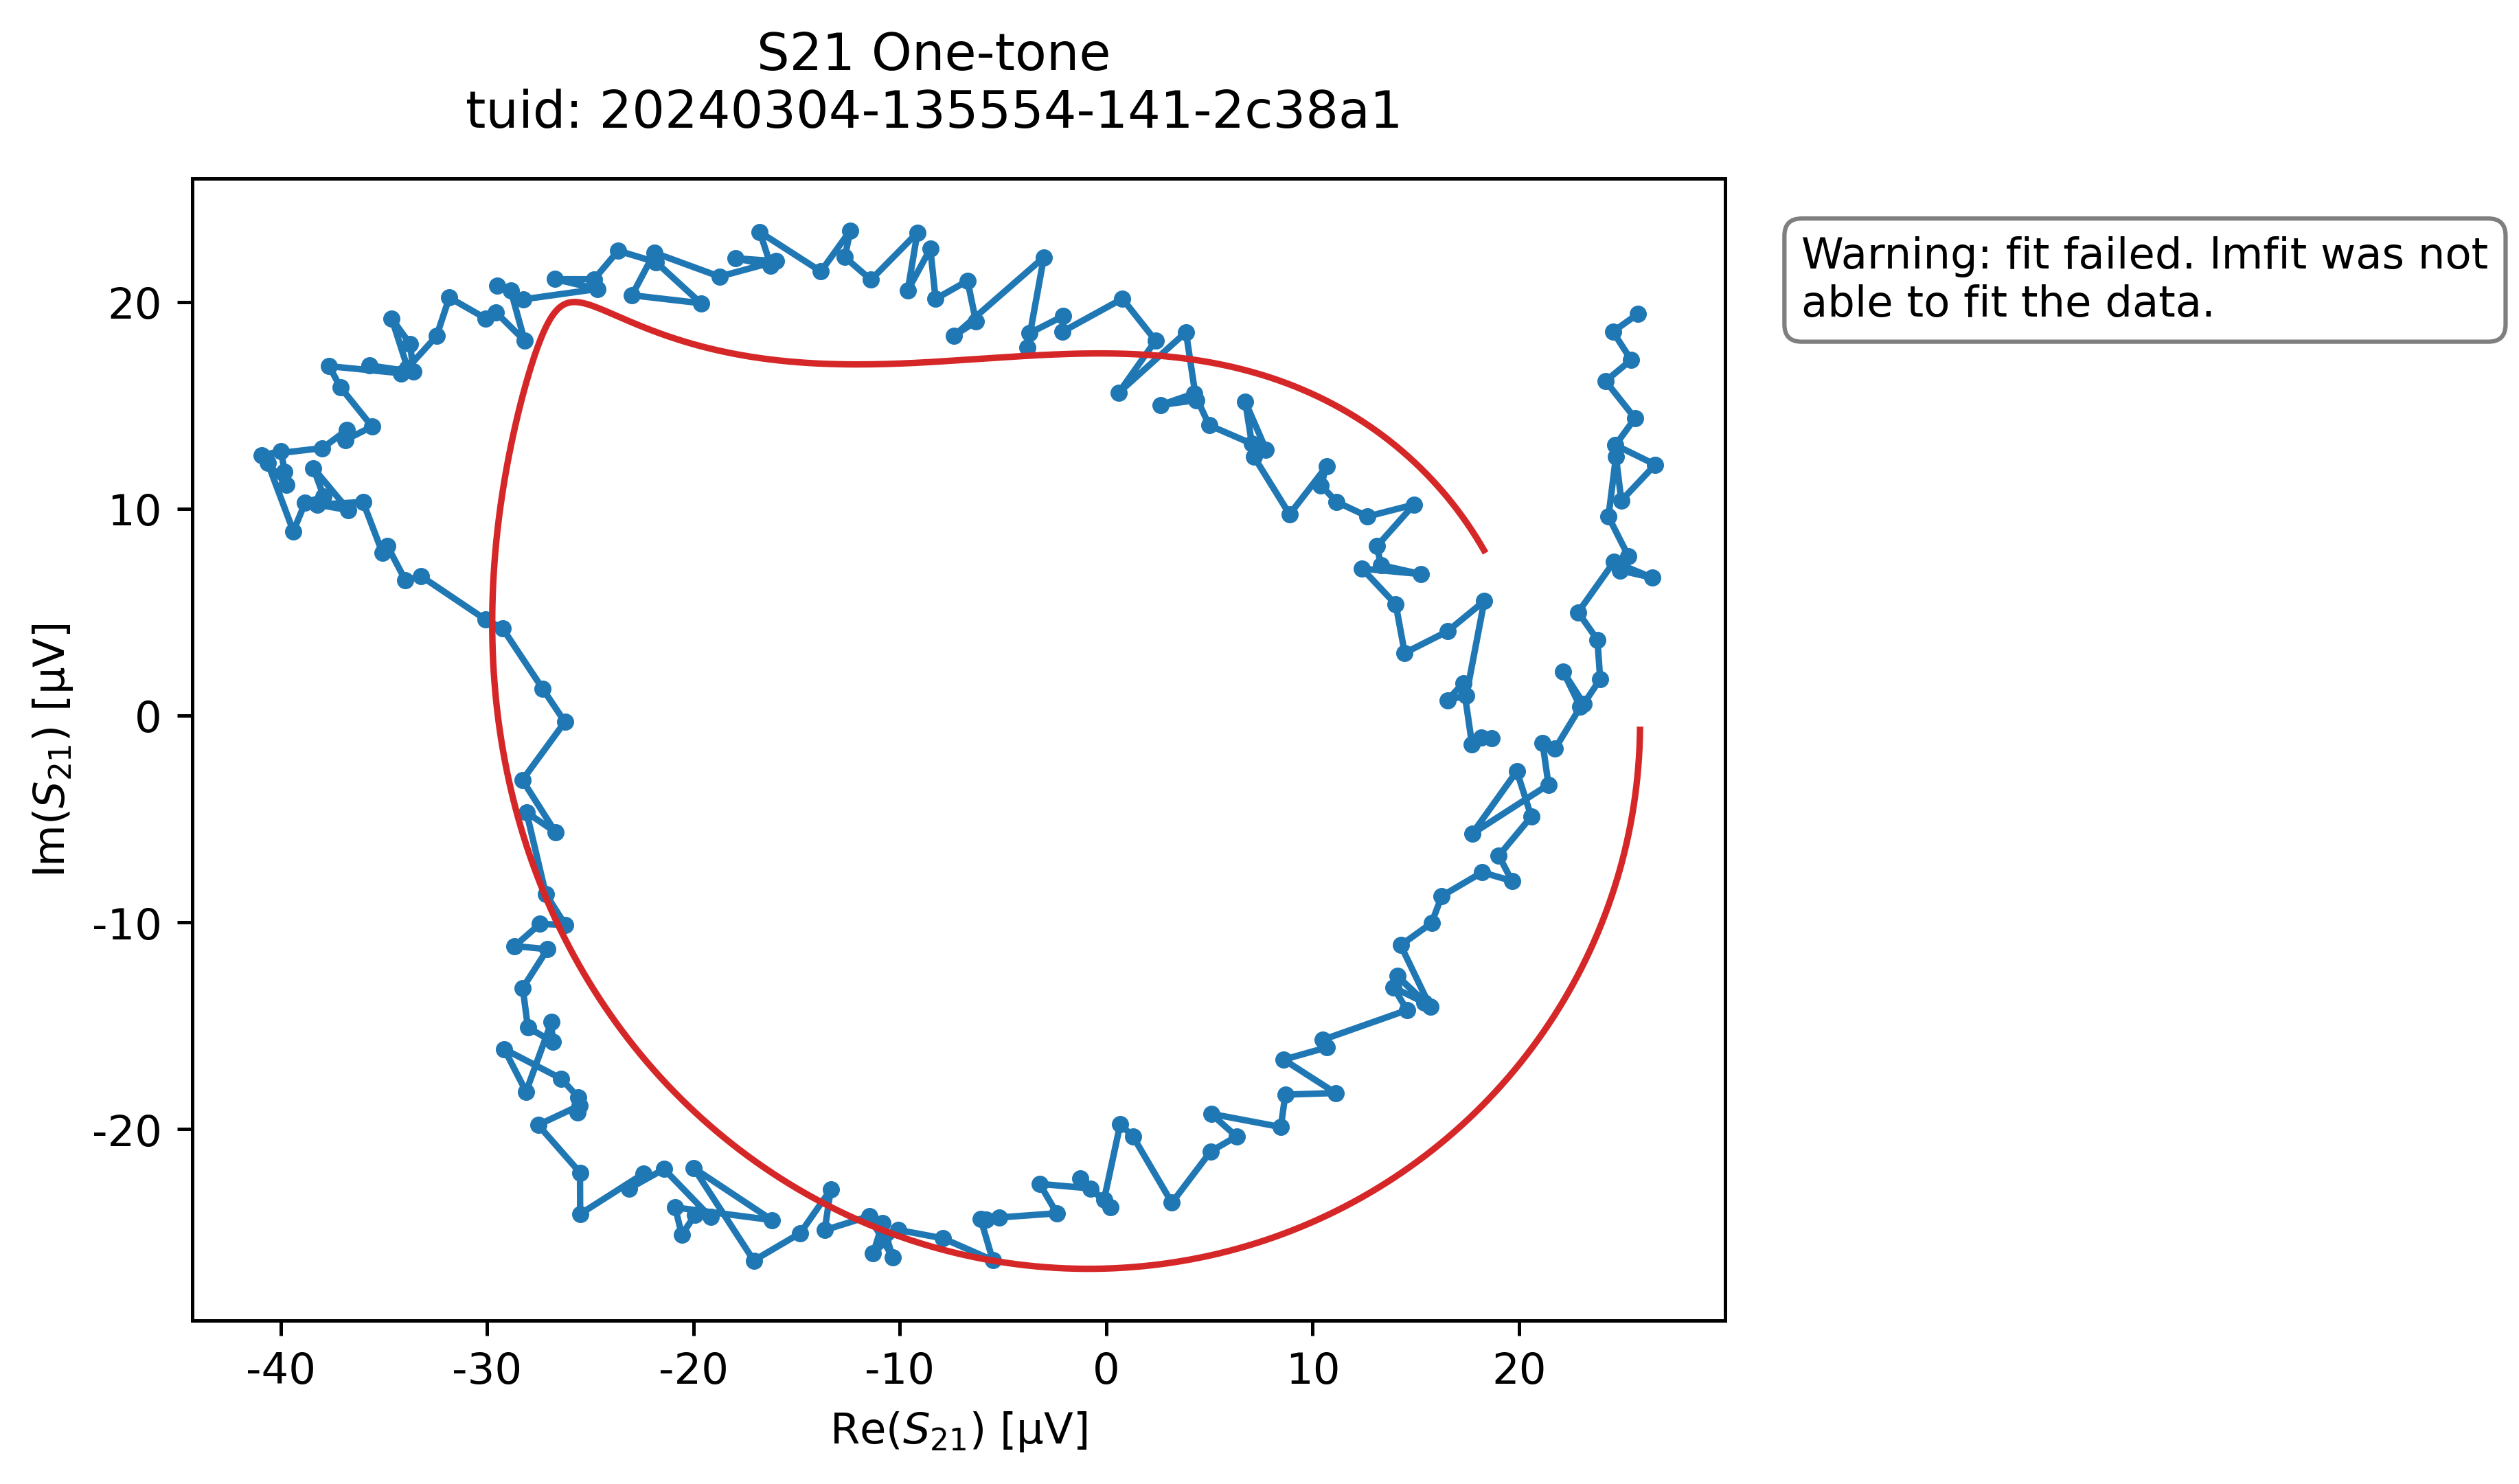 S21 One-tone
tuid: 20240304-135554-141-2c38a1
Warning: fit failed. lmfit was not
able to fit the data.
20
10
0
-10
-20
Im(S21) [μV]
-40 -30 -20 -10 0 10 20
Re(S21) [μV]